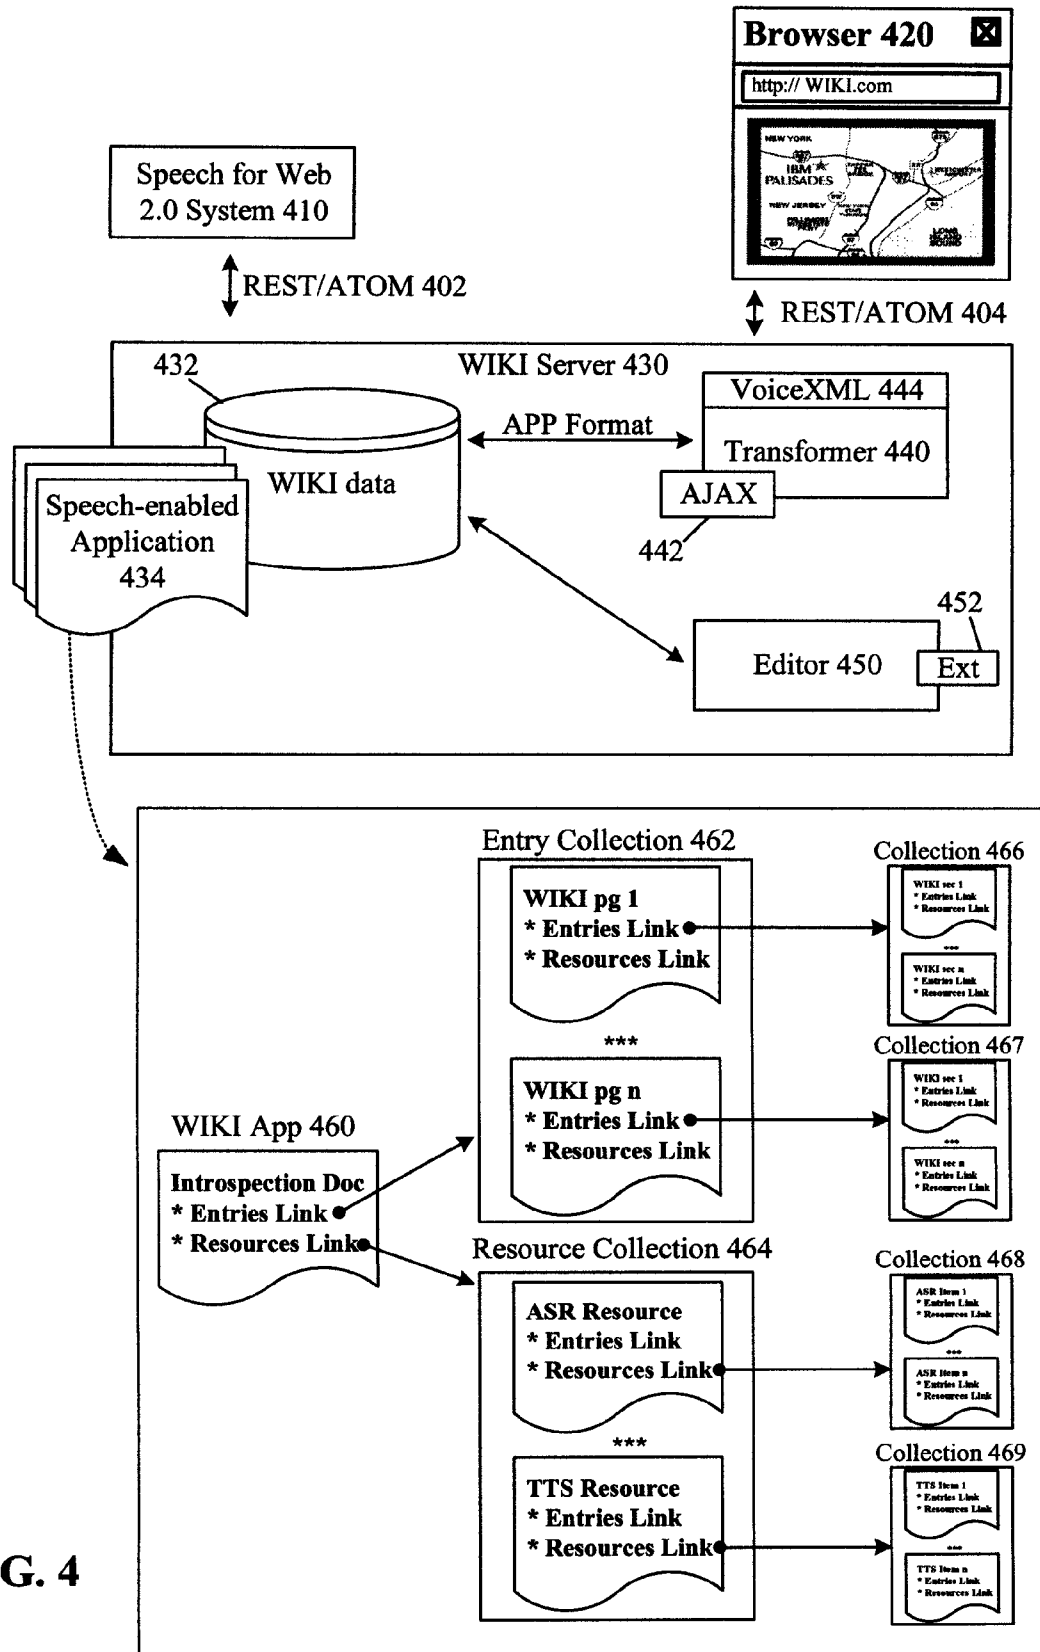 Browser 420
http:// WIKI.com
NEW YORK
IBM
PALISADES
NEW JERSEY
LONG
ISLAND
SOUND
Speech for Web
2.0 System 410
REST/ATOM 402
REST/ATOM 404
WIKI Server 430
432
WIKI data
APP Format
VoiceXML 444
Transformer 440
AJAX
442
Speech-enabled
Application
434
452
Editor 450
Ext
Entry Collection 462
WIKI pg 1
* Entries Link
* Resources Link
***
WIKI pg n
* Entries Link
* Resources Link
Collection 466
WIKI sec 1
* Entries Link
* Resources Link
***
WIKI sec n
* Entries Link
* Resources Link
Collection 467
WIKI sec 1
* Entries Link
* Resources Link
***
WIKI sec n
* Entries Link
* Resources Link
WIKI App 460
Introspection Doc
* Entries Link
* Resources Link
Resource Collection 464
ASR Resource
* Entries Link
* Resources Link
***
TTS Resource
* Entries Link
* Resources Link
Collection 468
ASR Item 1
* Entries Link
* Resources Link
***
ASR Item n
* Entries Link
* Resources Link
Collection 469
TTS Item 1
* Entries Link
* Resources Link
***
TTS Item n
* Entries Link
* Resources Link
G. 4